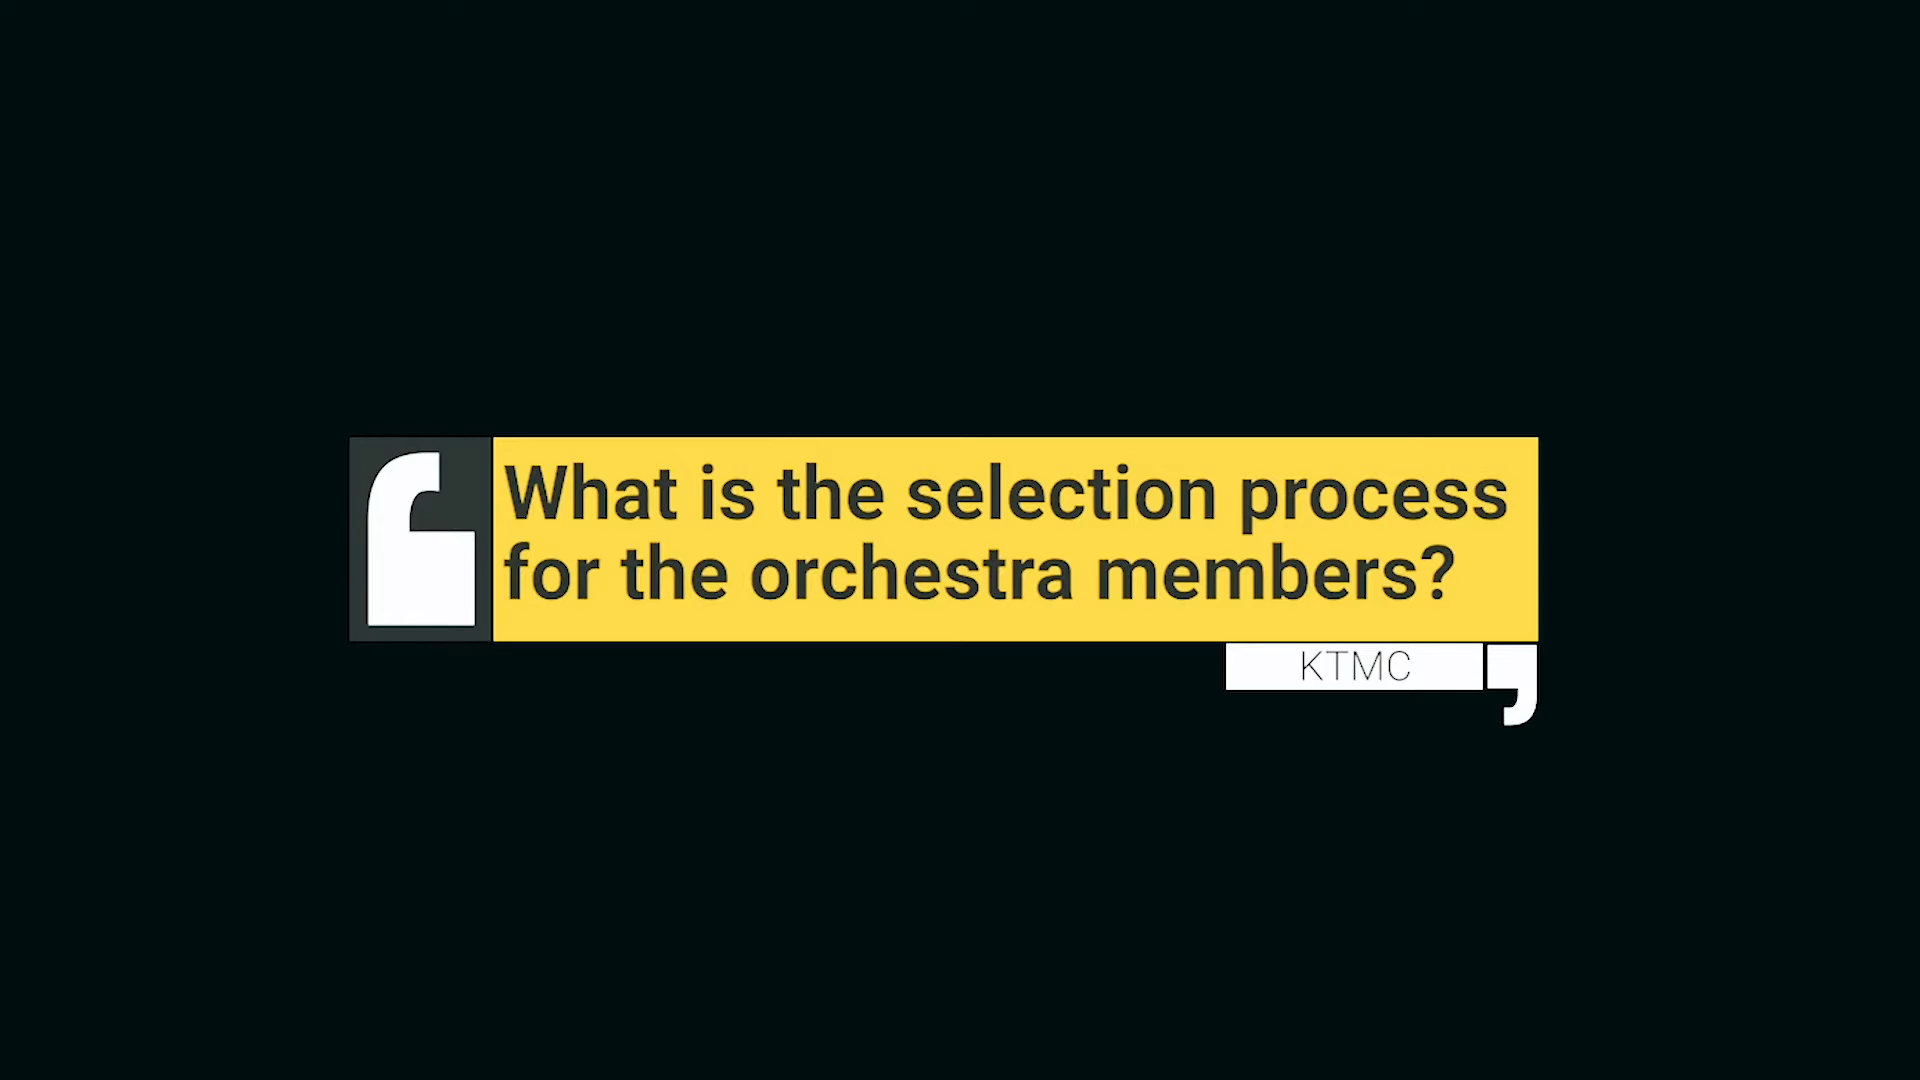 What is the selection process
for the orchestra members?
KTMC